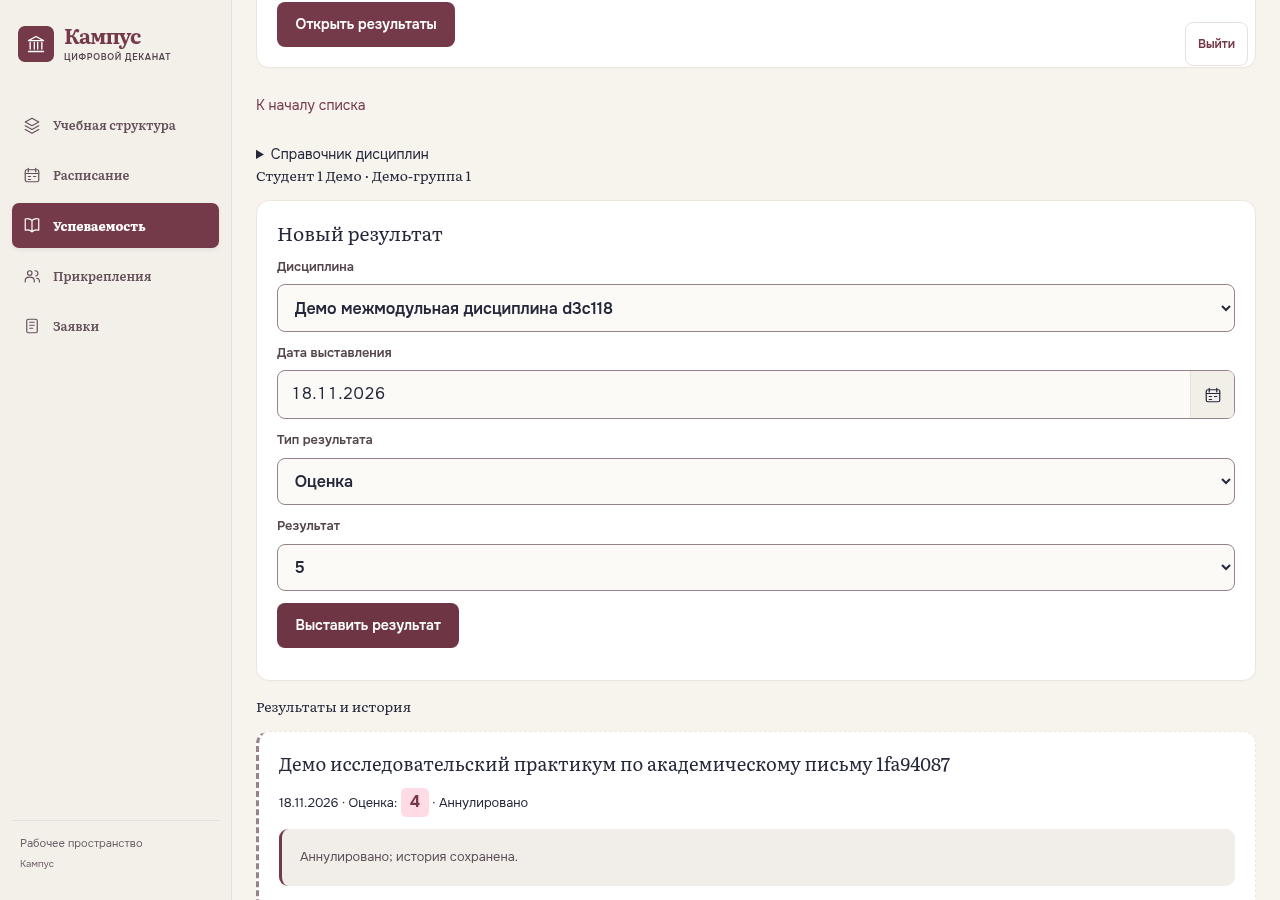 Кампус
ЦИФРОВОЙ ДЕКАНАТ
Учебная структура
Расписание
Успеваемость
Прикрепления
Заявки
Рабочее пространство
Кампус
Открыть результаты
Выйти
К началу списка
Справочник дисциплин
Студент 1 Демо · Демо-группа 1
Новый результат
Дисциплина
Демо межмодульная дисциплина d3c118
Дата выставления
18.11.2026
Тип результата
Оценка
Результат
5
Выставить результат
Результаты и история
Демо исследовательский практикум по академическому письму 1fa94087
18.11.2026 · Оценка: 4 · Аннулировано
Аннулировано; история сохранена.